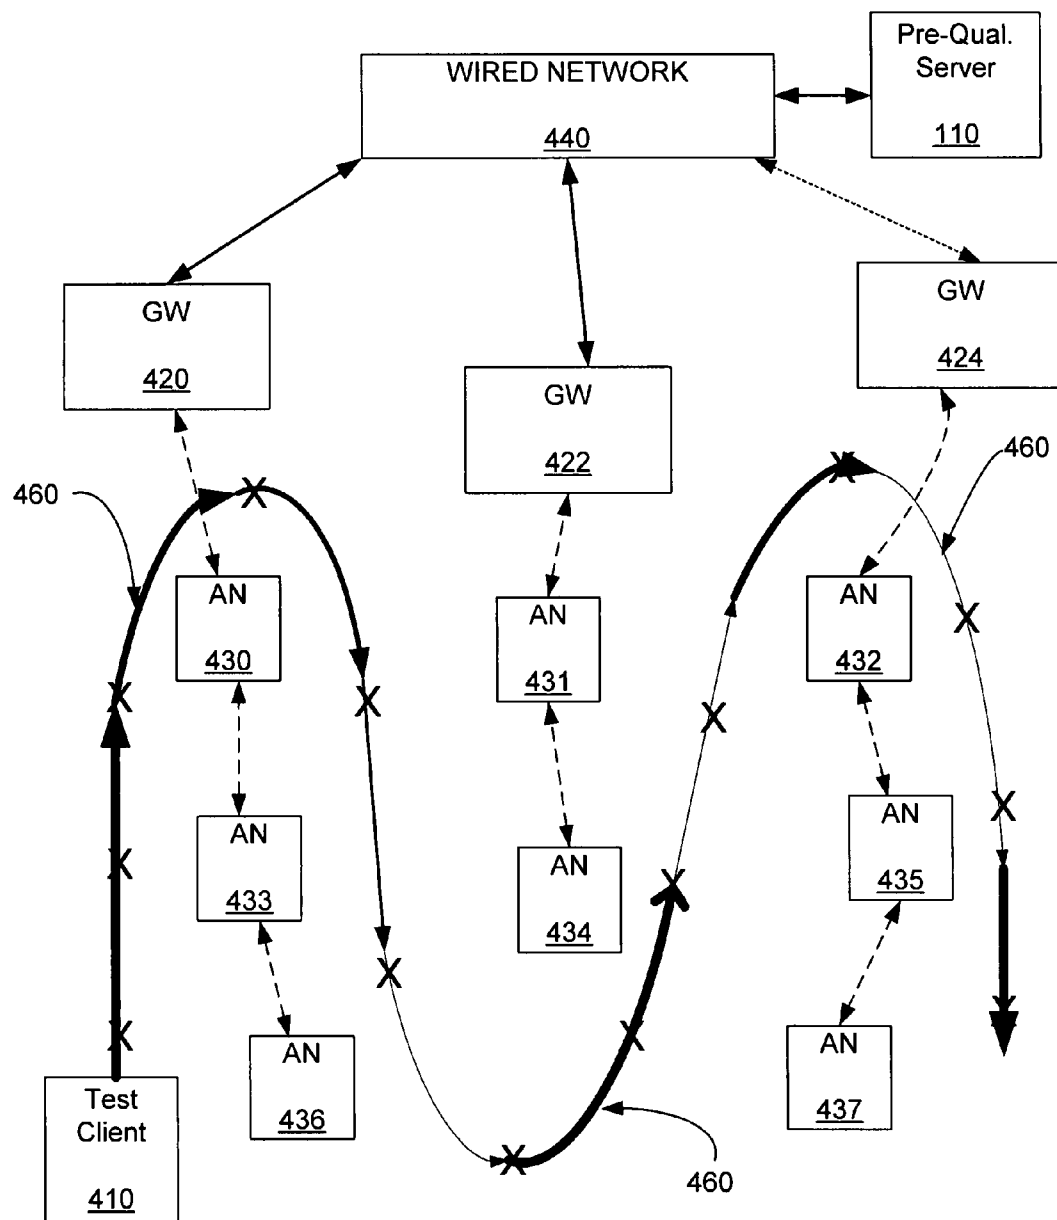 Pre-Qual.
Server
110
WIRED NETWORK
440
GW
420
GW
422
GW
424
460
460
AN
430
AN
431
AN
432
X
X
X
X
X
X
X
X
AN
433
AN
434
AN
435
X
X
X
X
X
X
AN
436
AN
437
Test
Client
410
X
460